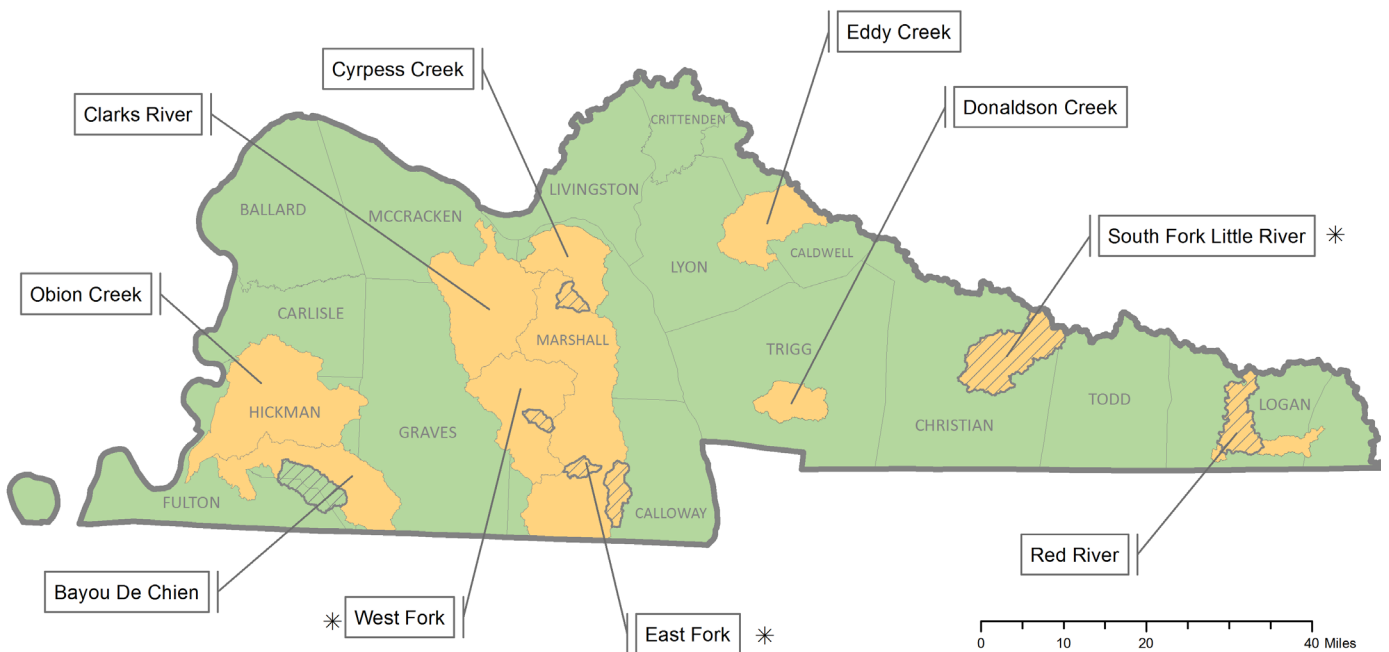 Eddy Creek
Cyrpess Creek
Donaldson Creek
Clarks River
CRITTENDEN
LIVINGSTON
BALLARD
MCCRACKEN
South Fork Little River ✳
CALDWELL
LYON
Obion Creek
CARLISLE
MARSHALL
TRIGG
TODD
LOGAN
HICKMAN
GRAVES
CHRISTIAN
FULTON
CALLOWAY
Red River
Bayou De Chien
✳ West Fork
East Fork ✳
0 10 20 40 Miles